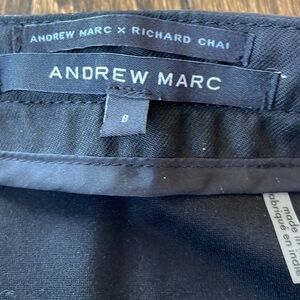 ANDREW MARC x RICHARD CHAI
ANDREW MARC
8
made in
fabriqué en inde